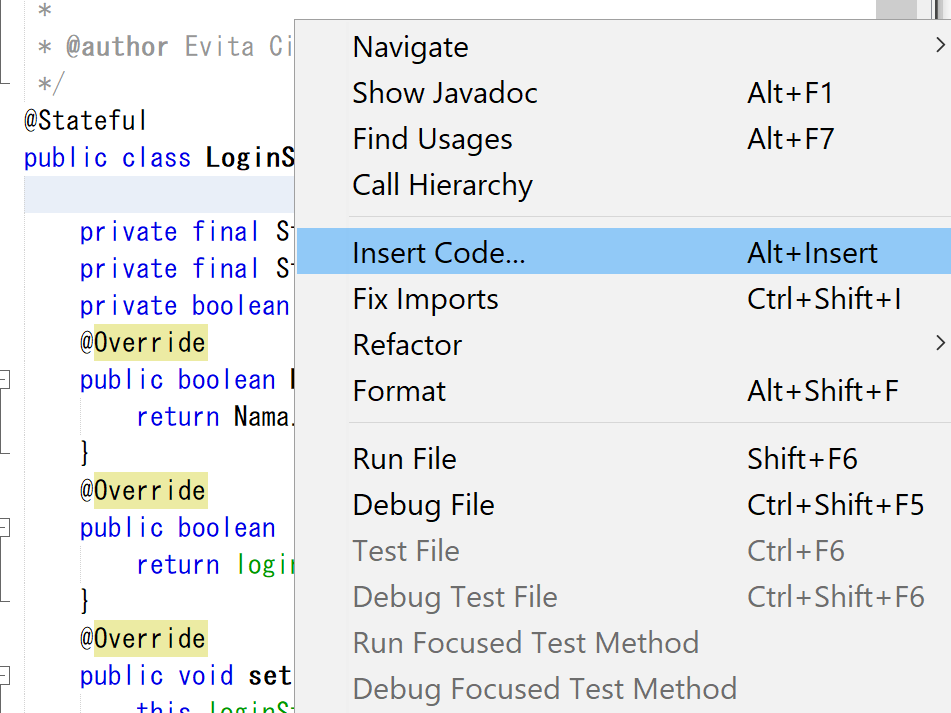 *
* @author Evita Ci
*/
@Stateful
public class LoginS
private final St
private final St
private boolean
@Override
public boolean
return Nama.
}
@Override
public boolean
return login
}
@Override
public void set
this.loginSt
Navigate
Show Javadoc Alt+F1
Find Usages Alt+F7
Call Hierarchy
Insert Code... Alt+Insert
Fix Imports Ctrl+Shift+I
Refactor
Format Alt+Shift+F
Run File Shift+F6
Debug File Ctrl+Shift+F5
Test File Ctrl+F6
Debug Test File Ctrl+Shift+F6
Run Focused Test Method
Debug Focused Test Method